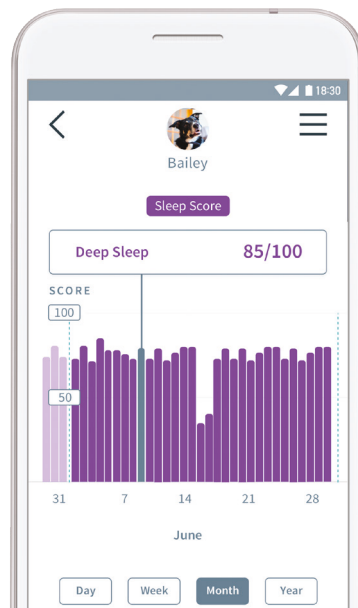 18:30
Bailey
Sleep Score
Deep Sleep 85/100
SCORE
100
50
31 7 14 21 28
June
Day Week Month Year